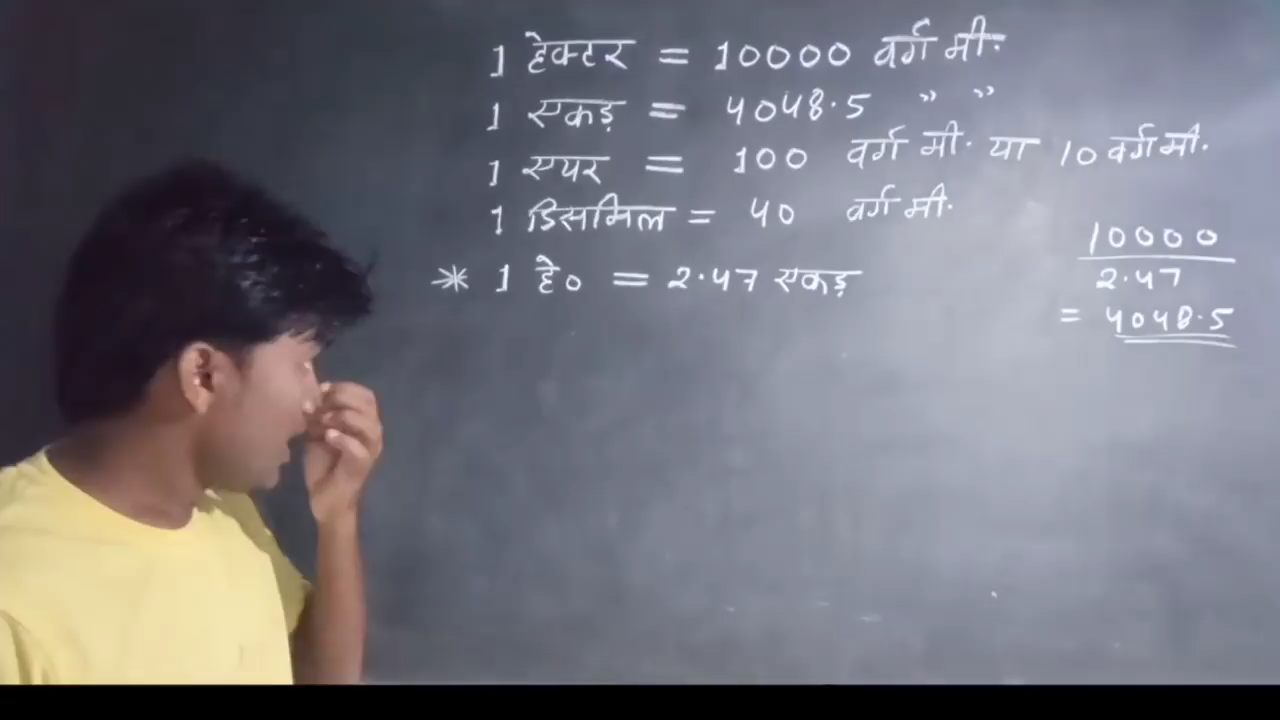 1 हेक्टर = 10000 वर्ग मी.
1 एकड़ = 4048.5 " "
1 एयर = 100 वर्ग मी. या 10 वर्ग मी.
1 डिसमिल = 40 वर्ग मी.
* 1 हे० = 2.47 एकड़
10000
2.47
= 4048.5